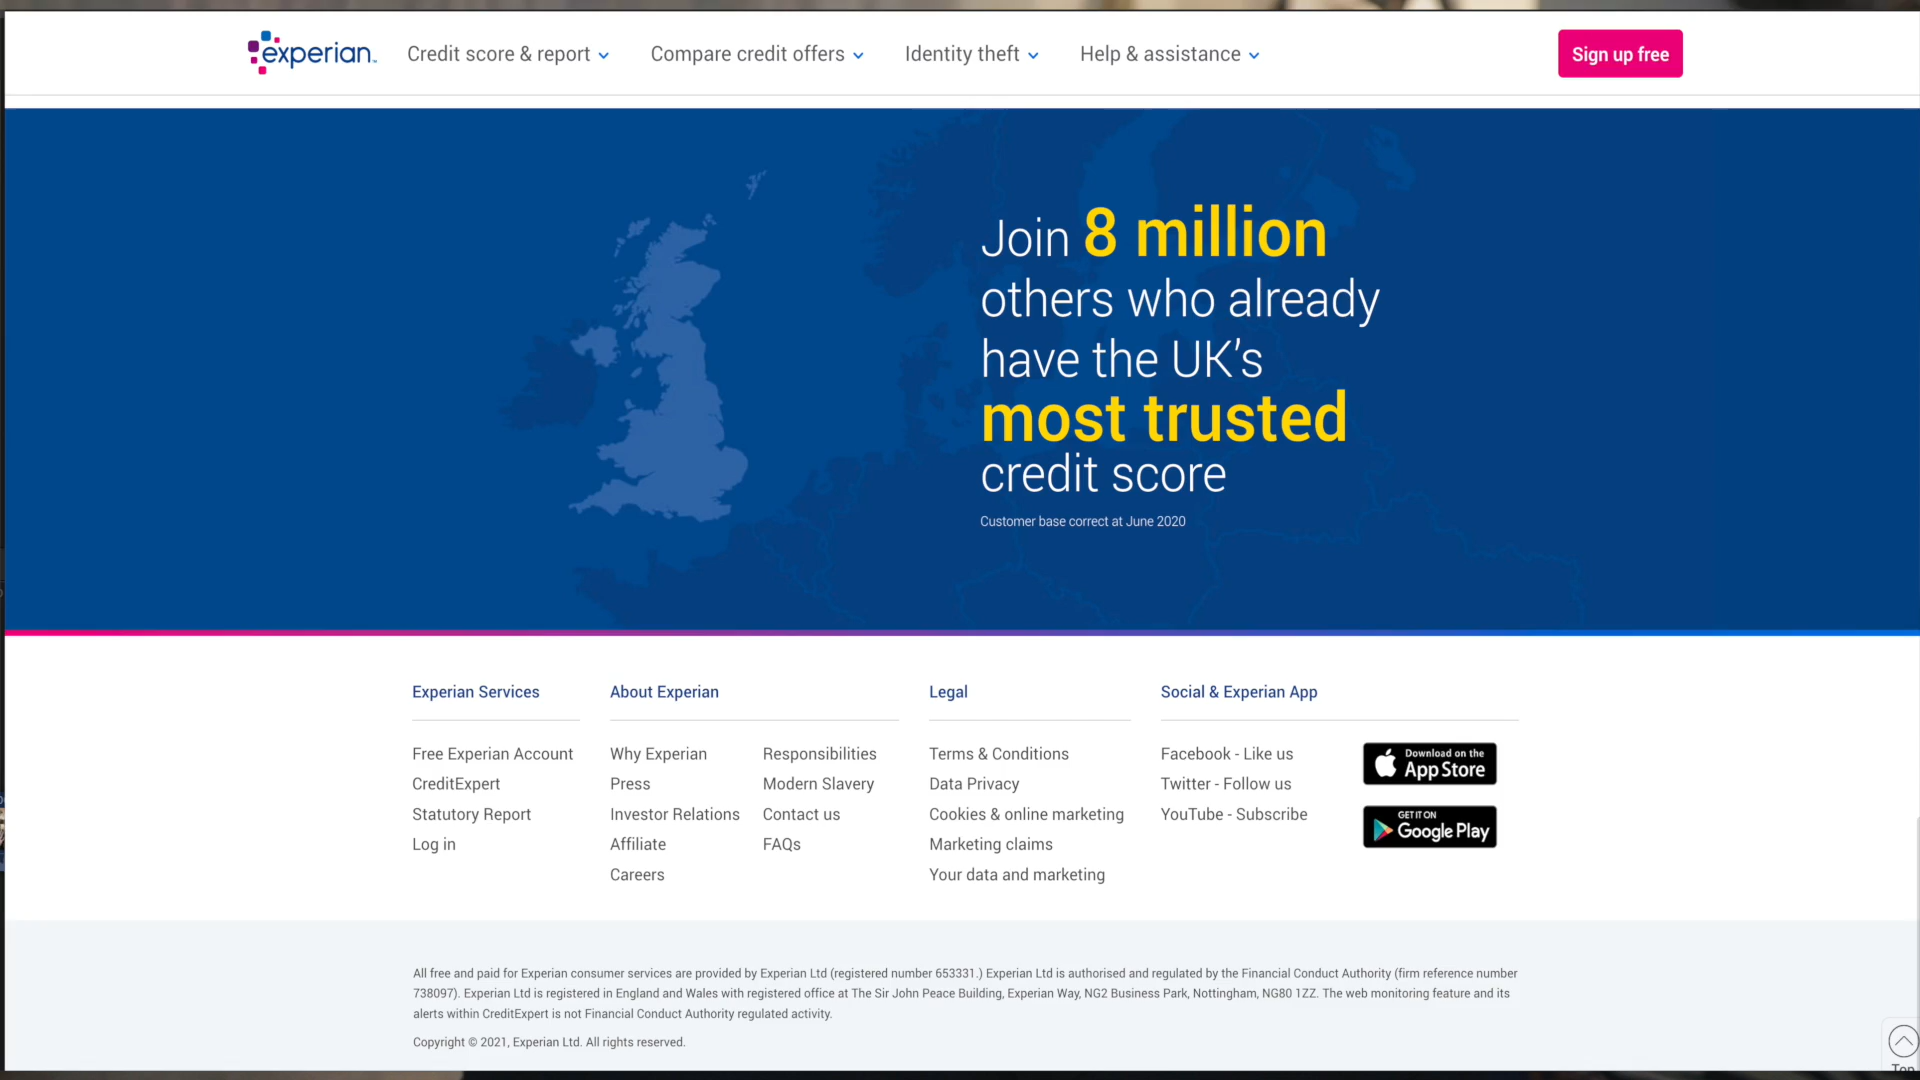 experian™
Credit score & report
Compare credit offers
Identity theft
Help & assistance
Sign up free
Join 8 million
others who already
have the UK’s
most trusted
credit score
Customer base correct at June 2020
Experian Services
Free Experian Account
CreditExpert
Statutory Report
Log in
About Experian
Why Experian
Press
Investor Relations
Affiliate
Careers
Responsibilities
Modern Slavery
Contact us
FAQs
Legal
Terms & Conditions
Data Privacy
Cookies & online marketing
Marketing claims
Your data and marketing
Social & Experian App
Facebook - Like us
Twitter - Follow us
YouTube - Subscribe
Download on the
App Store
GET IT ON
Google Play
All free and paid for Experian consumer services are provided by Experian Ltd (registered number 653331.) Experian Ltd is authorised and regulated by the Financial Conduct Authority (firm reference number
738097). Experian Ltd is registered in England and Wales with registered office at The Sir John Peace Building, Experian Way, NG2 Business Park, Nottingham, NG80 1ZZ. The web monitoring feature and its
alerts within CreditExpert is not Financial Conduct Authority regulated activity.
Copyright © 2021, Experian Ltd. All rights reserved.
Top